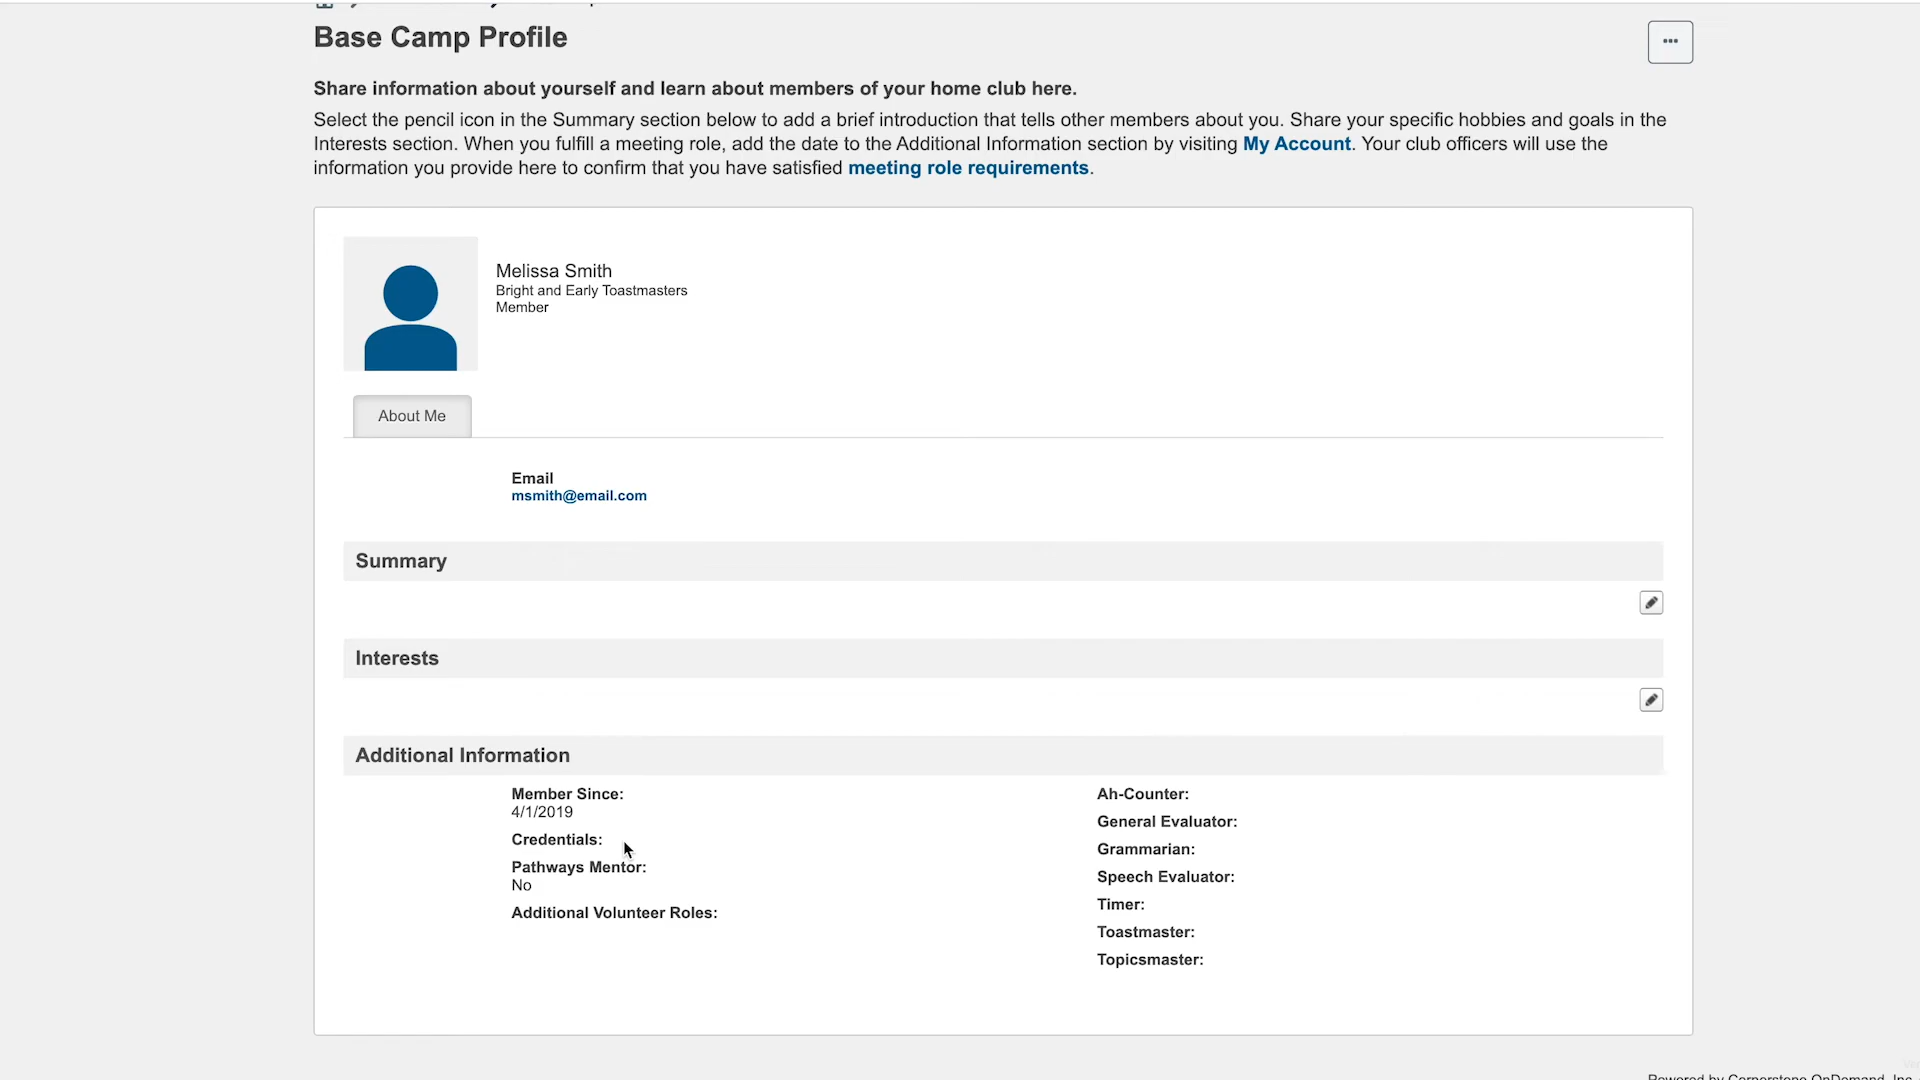 Base Camp Profile
Share information about yourself and learn about members of your home club here.
Select the pencil icon in the Summary section below to add a brief introduction that tells other members about you. Share your specific hobbies and goals in the
Interests section. When you fulfill a meeting role, add the date to the Additional Information section by visiting My Account. Your club officers will use the
information you provide here to confirm that you have satisfied meeting role requirements.
Melissa Smith
Bright and Early Toastmasters
Member
About Me
Email
msmith@email.com
Summary
Interests
Additional Information
Member Since:
4/1/2019
Credentials:
Pathways Mentor:
No
Additional Volunteer Roles:
Ah-Counter:
General Evaluator:
Grammarian:
Speech Evaluator:
Timer:
Toastmaster:
Topicsmaster:
Powered by Cornerstone OnDemand, Inc.